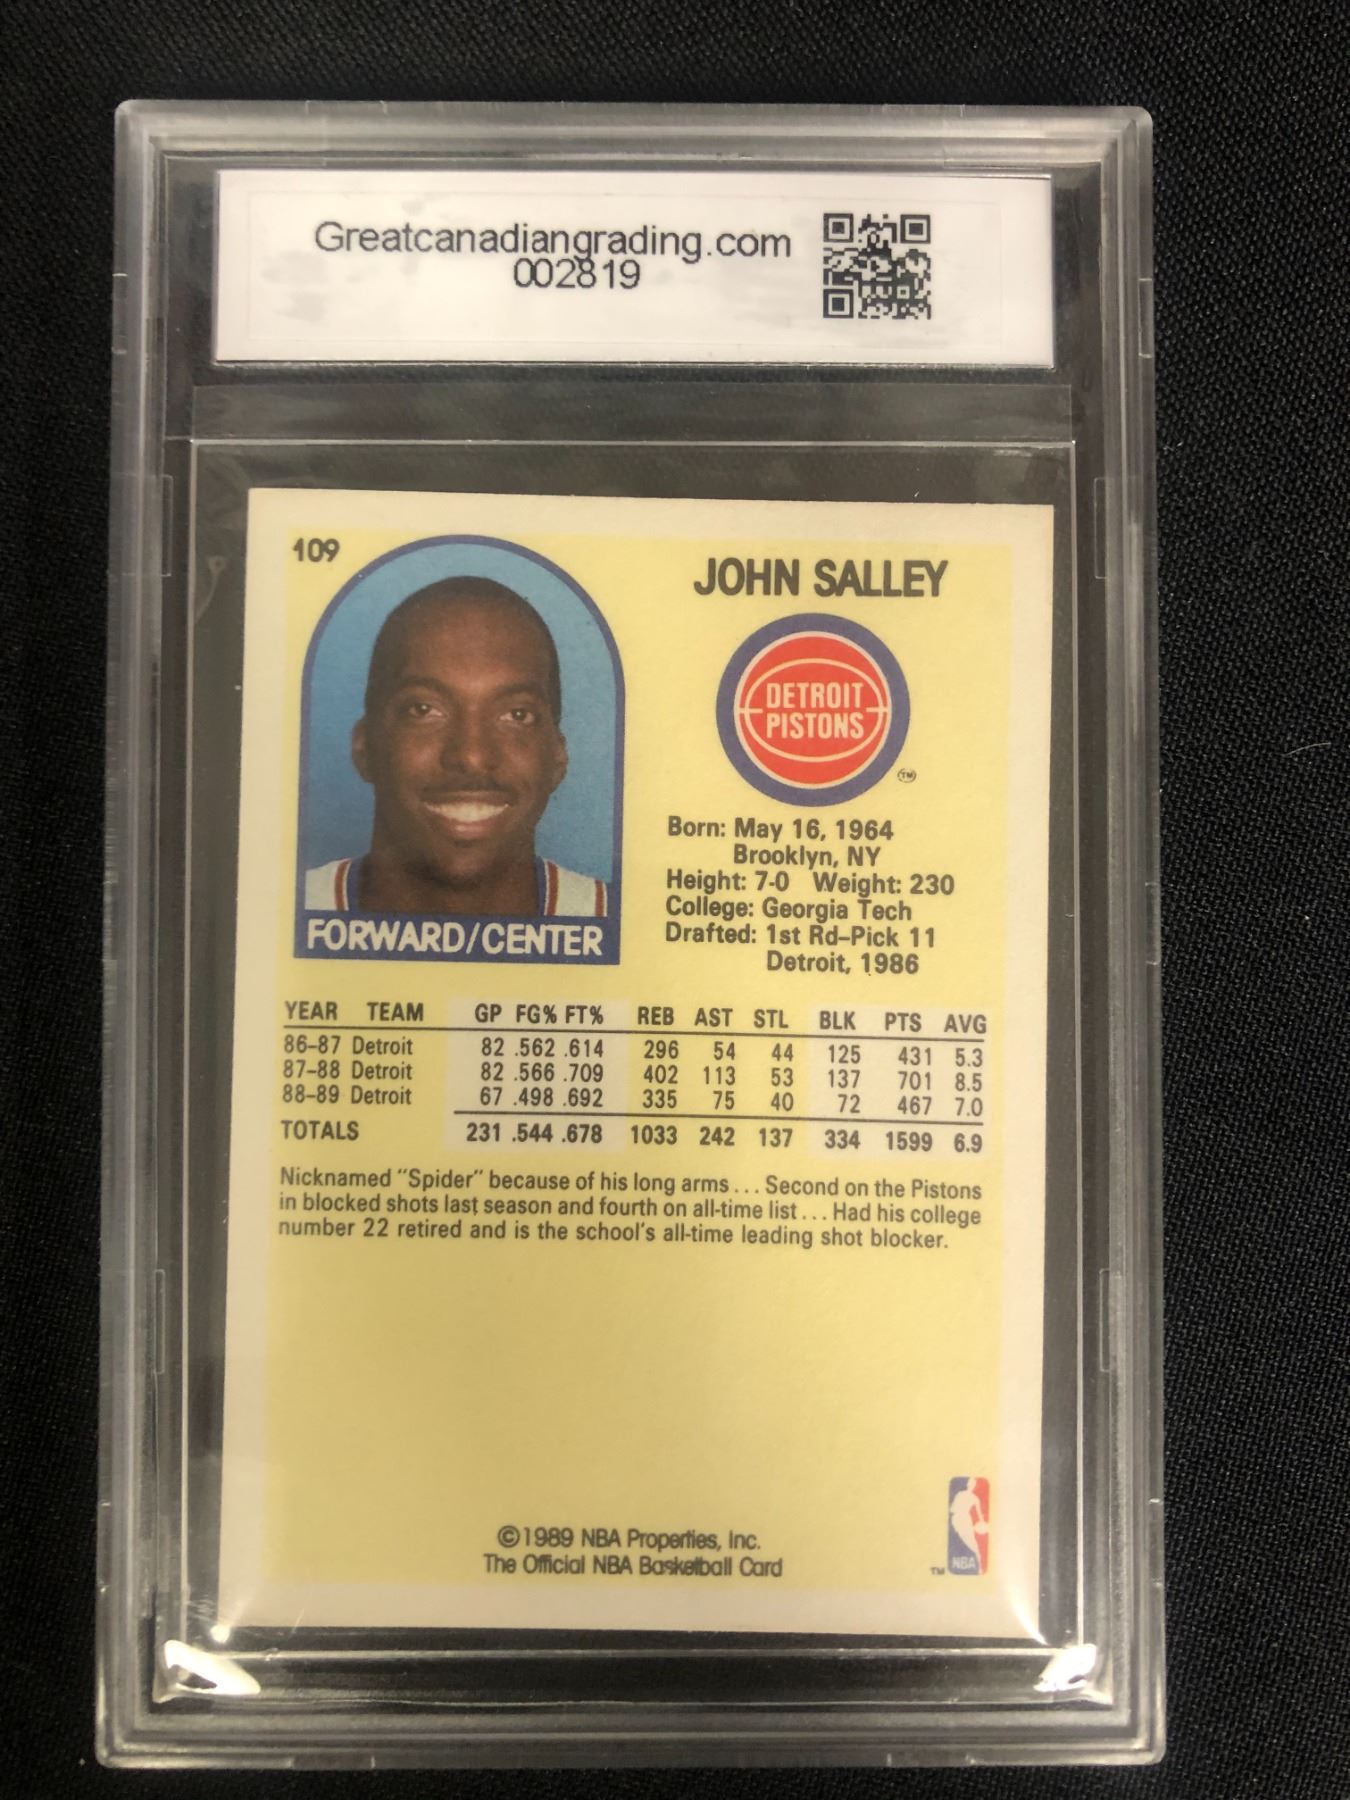 Greatcanadiangrading.com
002819
109
JOHN SALLEY
DETROIT
PISTONS
TM
Born: May 16, 1964
Brooklyn, NY
Height: 7-0 Weight: 230
College: Georgia Tech
Drafted: 1st Rd–Pick 11
Detroit, 1986
FORWARD/CENTER
YEAR TEAM GP FG% FT% REB AST STL BLK PTS AVG
86–87 Detroit 82 .562 .614 296 54 44 125 431 5.3
87–88 Detroit 82 .566 .709 402 113 53 137 701 8.5
88–89 Detroit 67 .498 .692 335 75 40 72 467 7.0
TOTALS 231 .544 .678 1033 242 137 334 1599 6.9
Nicknamed "Spider" because of his long arms . . . Second on the Pistons
in blocked shots last season and fourth on all-time list . . . Had his college
number 22 retired and is the school's all-time leading shot blocker.
©1989 NBA Properties, Inc.
The Official NBA Basketball Card
TM NBA